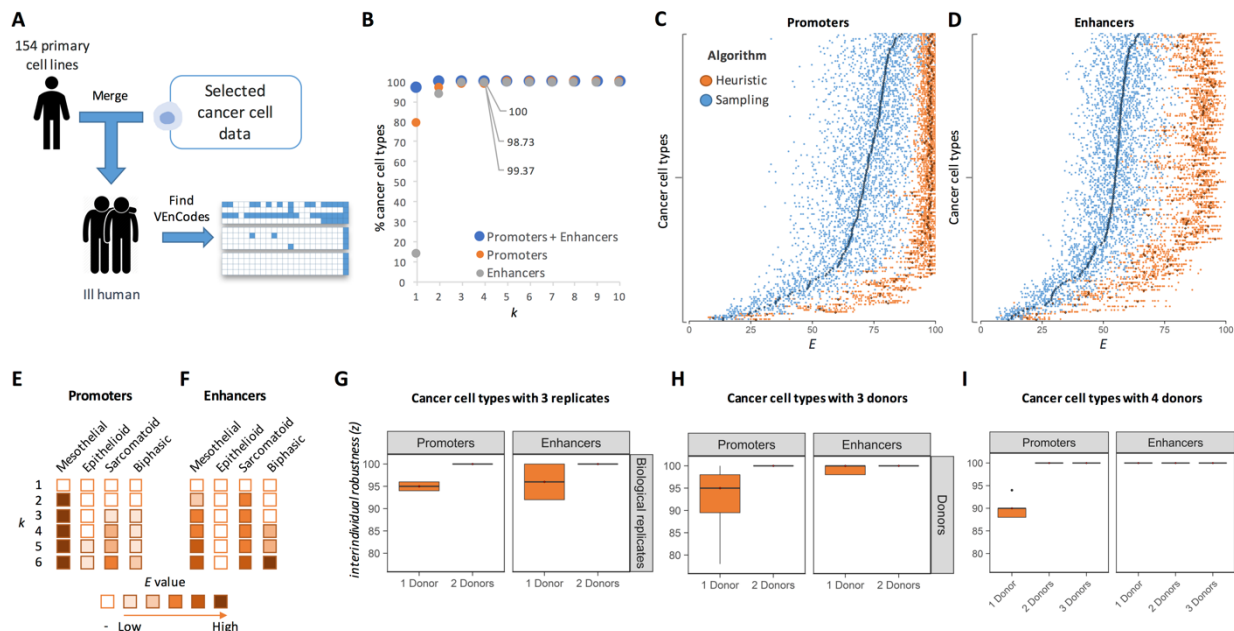 A
154 primary
cell lines
Merge
Selected
cancer cell
data
Find
VEnCodes
Ill human
B
% cancer cell types
100
90
80
70
60
50
40
30
20
10
0
100
98.73
99.37
Promoters + Enhancers
Promoters
Enhancers
1 2 3 4 5 6 7 8 9 10
k
C
Promoters
Cancer cell types
Algorithm
Heuristic
Sampling
0 25 50 75 100
E
D
Enhancers
Cancer cell types
0 25 50 75 100
E
E
Promoters
Mesothelial
Epithelioid
Sarcomatoid
Biphasic
k
1
2
3
4
5
6
F
Enhancers
Mesothelial
Epithelioid
Sarcomatoid
Biphasic
E value
- Low High
G
Cancer cell types with 3 replicates
interindividual robustness (z)
Promoters Enhancers
100
95
90
85
80
Biological replicates
1 Donor 2 Donors 1 Donor 2 Donors
H
Cancer cell types with 3 donors
Promoters Enhancers
100
95
90
85
80
Donors
1 Donor 2 Donors 1 Donor 2 Donors
I
Cancer cell types with 4 donors
Promoters Enhancers
100
95
90
85
80
1 Donor 2 Donors 3 Donors 1 Donor 2 Donors 3 Donors